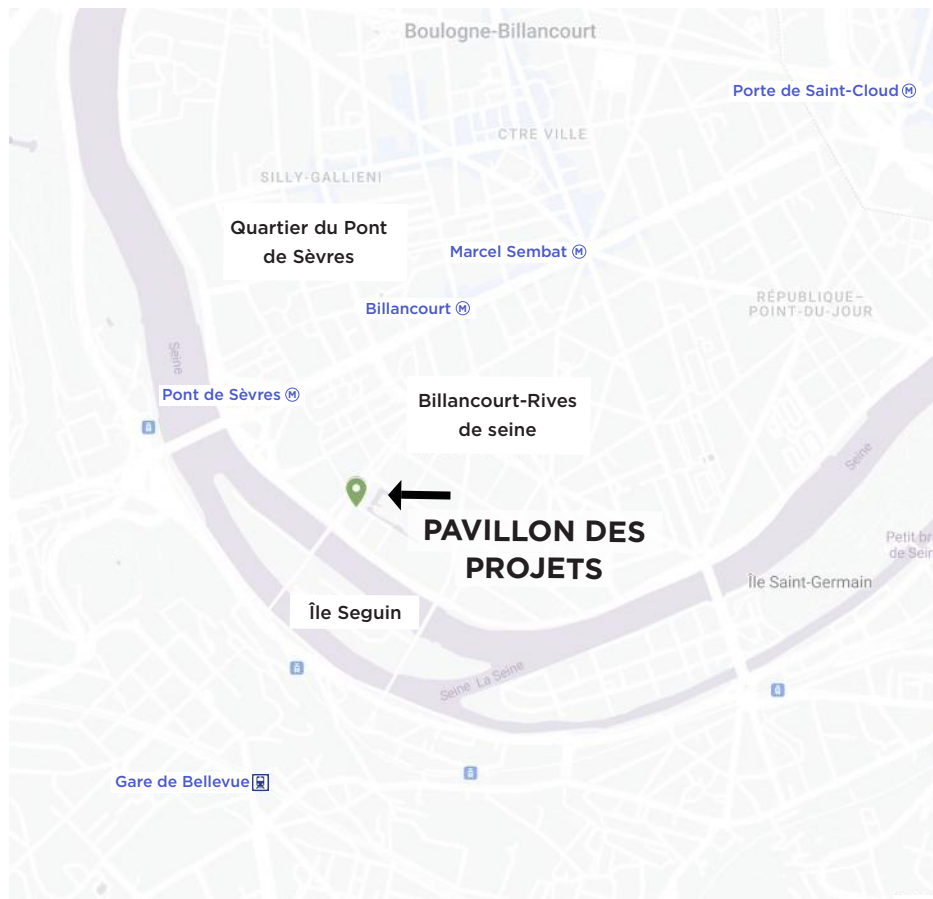 Boulogne-Billancourt
Porte de Saint-Cloud M
CTRE VILLE
SILLY-GALLIENI
Quartier du Pont
de Sèvres
Marcel Sembat M
Billancourt M
RÉPUBLIQUE–
POINT-DU-JOUR
Seine
Pont de Sèvres M
Billancourt-Rives
de seine
Seine
PAVILLON DES
PROJETS
Petit br
de Sein
Île Saint-Germain
Île Seguin
Seine La Seine
Gare de Bellevue